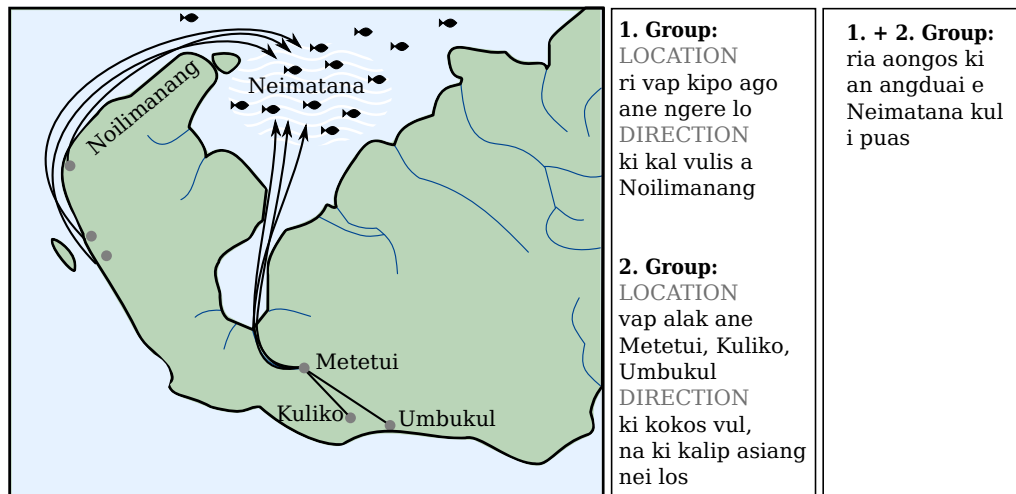 Noilimanang
Neimatana
Metetui
Kuliko
Umbukul
1. Group:
LOCATION
ri vap kipo ago
ane ngere lo
DIRECTION
ki kal vulis a
Noilimanang
2. Group:
LOCATION
vap alak ane
Metetui, Kuliko,
Umbukul
DIRECTION
ki kokos vul,
na ki kalip asiang
nei los
1. + 2. Group:
ria aongos ki
an angduai e
Neimatana kul
i puas